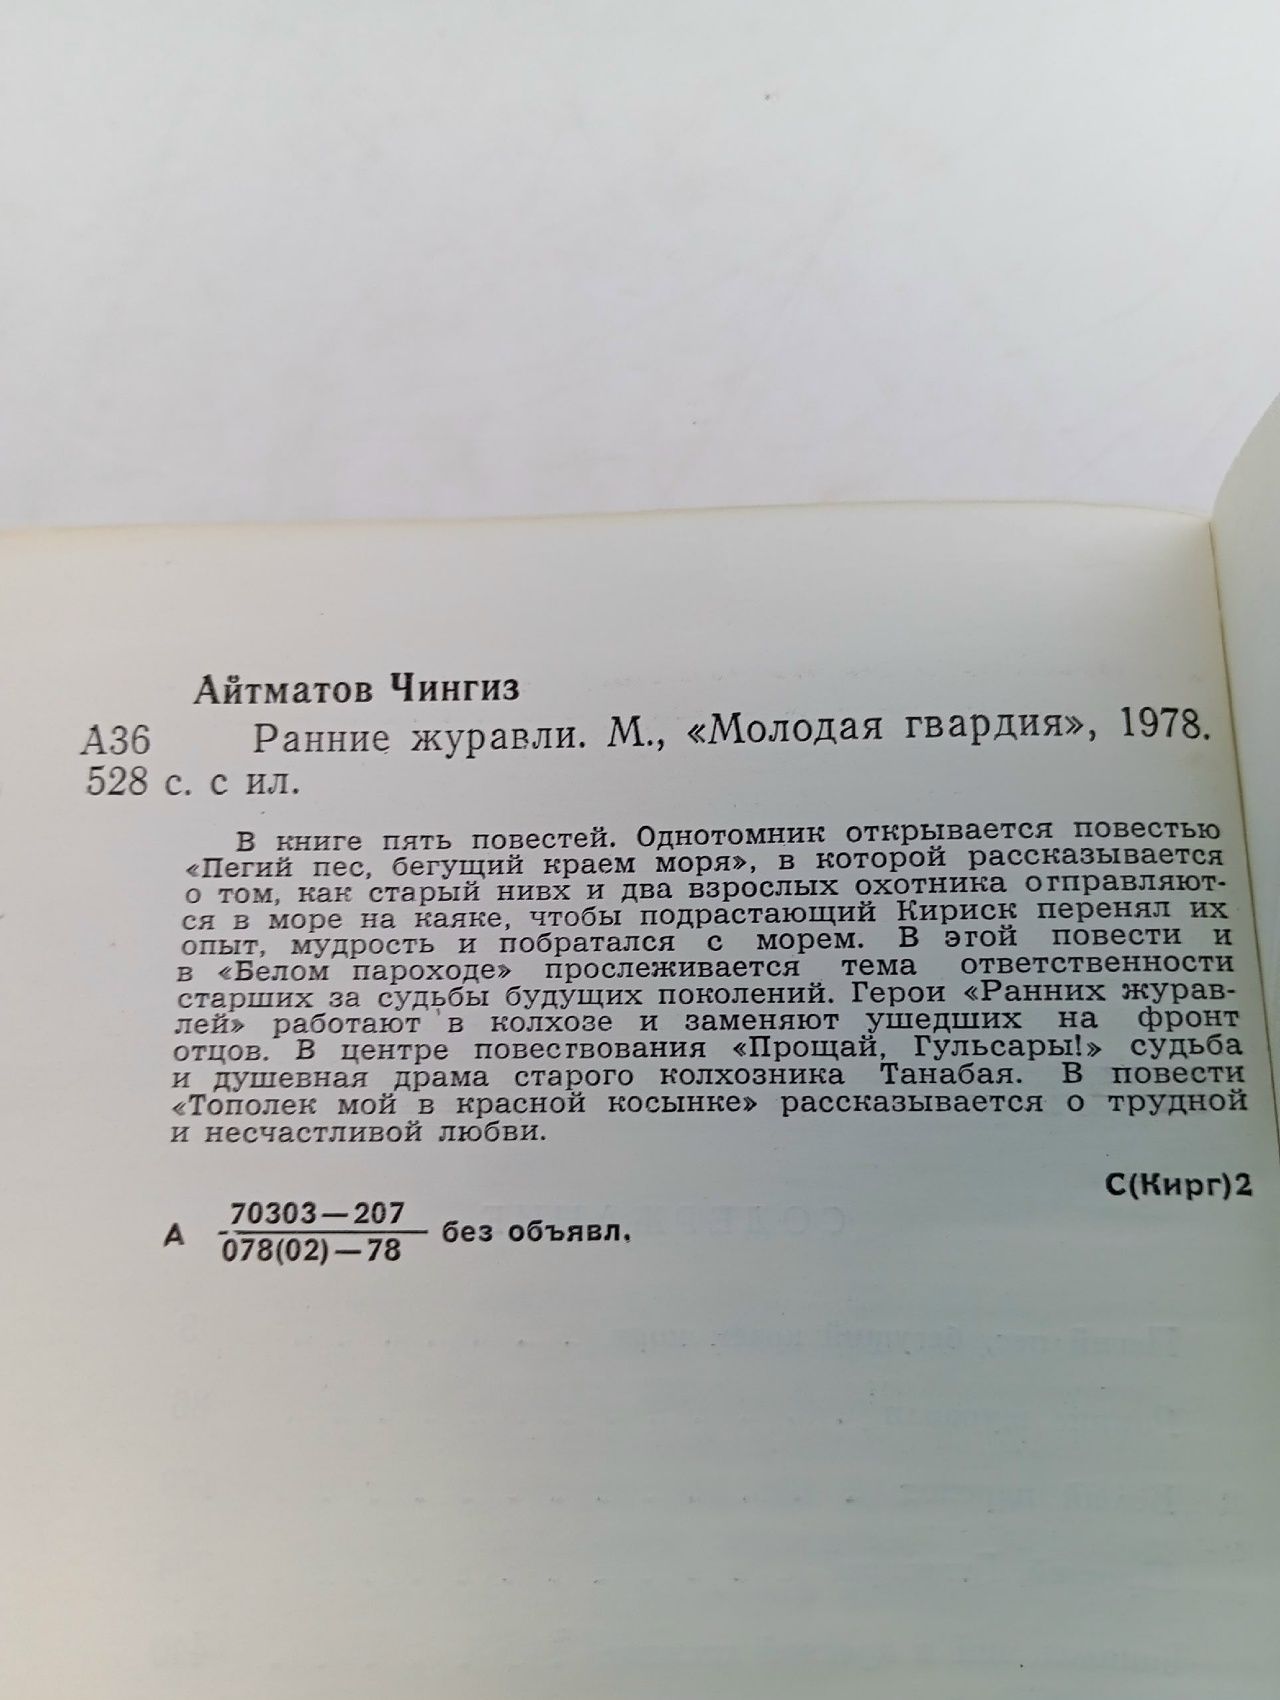 Айтматов Чингиз
А36 Ранние журавли. М., «Молодая гвардия», 1978.
528 с. с ил.
В книге пять повестей. Однотомник открывается повестью
«Пегий пес, бегущий краем моря», в которой рассказывается
о том, как старый нивх и два взрослых охотника отправляют-
ся в море на каяке, чтобы подрастающий Кириск перенял их
опыт, мудрость и побратался с морем. В этой повести и
в «Белом пароходе» прослеживается тема ответственности
старших за судьбы будущих поколений. Герои «Ранних журав-
лей» работают в колхозе и заменяют ушедших на фронт
отцов. В центре повествования «Прощай, Гульсары!» судьба
и душевная драма старого колхозника Танабая. В повести
«Тополек мой в красной косынке» рассказывается о трудной
и несчастливой любви.
С(Кирг)2
А 70303—207
078(02)—78 без объявл.